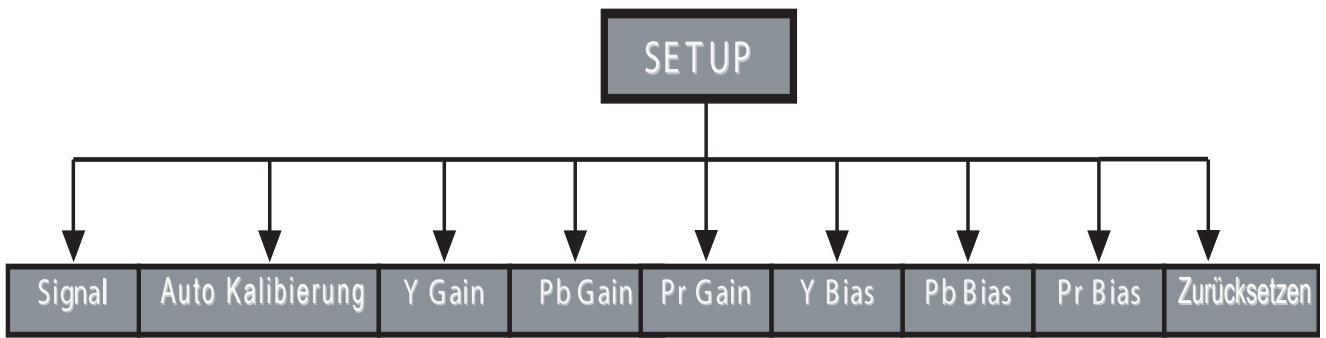 SETUP
Signal Auto Kalibierung Y Gain Pb Gain Pr Gain Y Bias Pb Bias Pr Bias Zurücksetzen